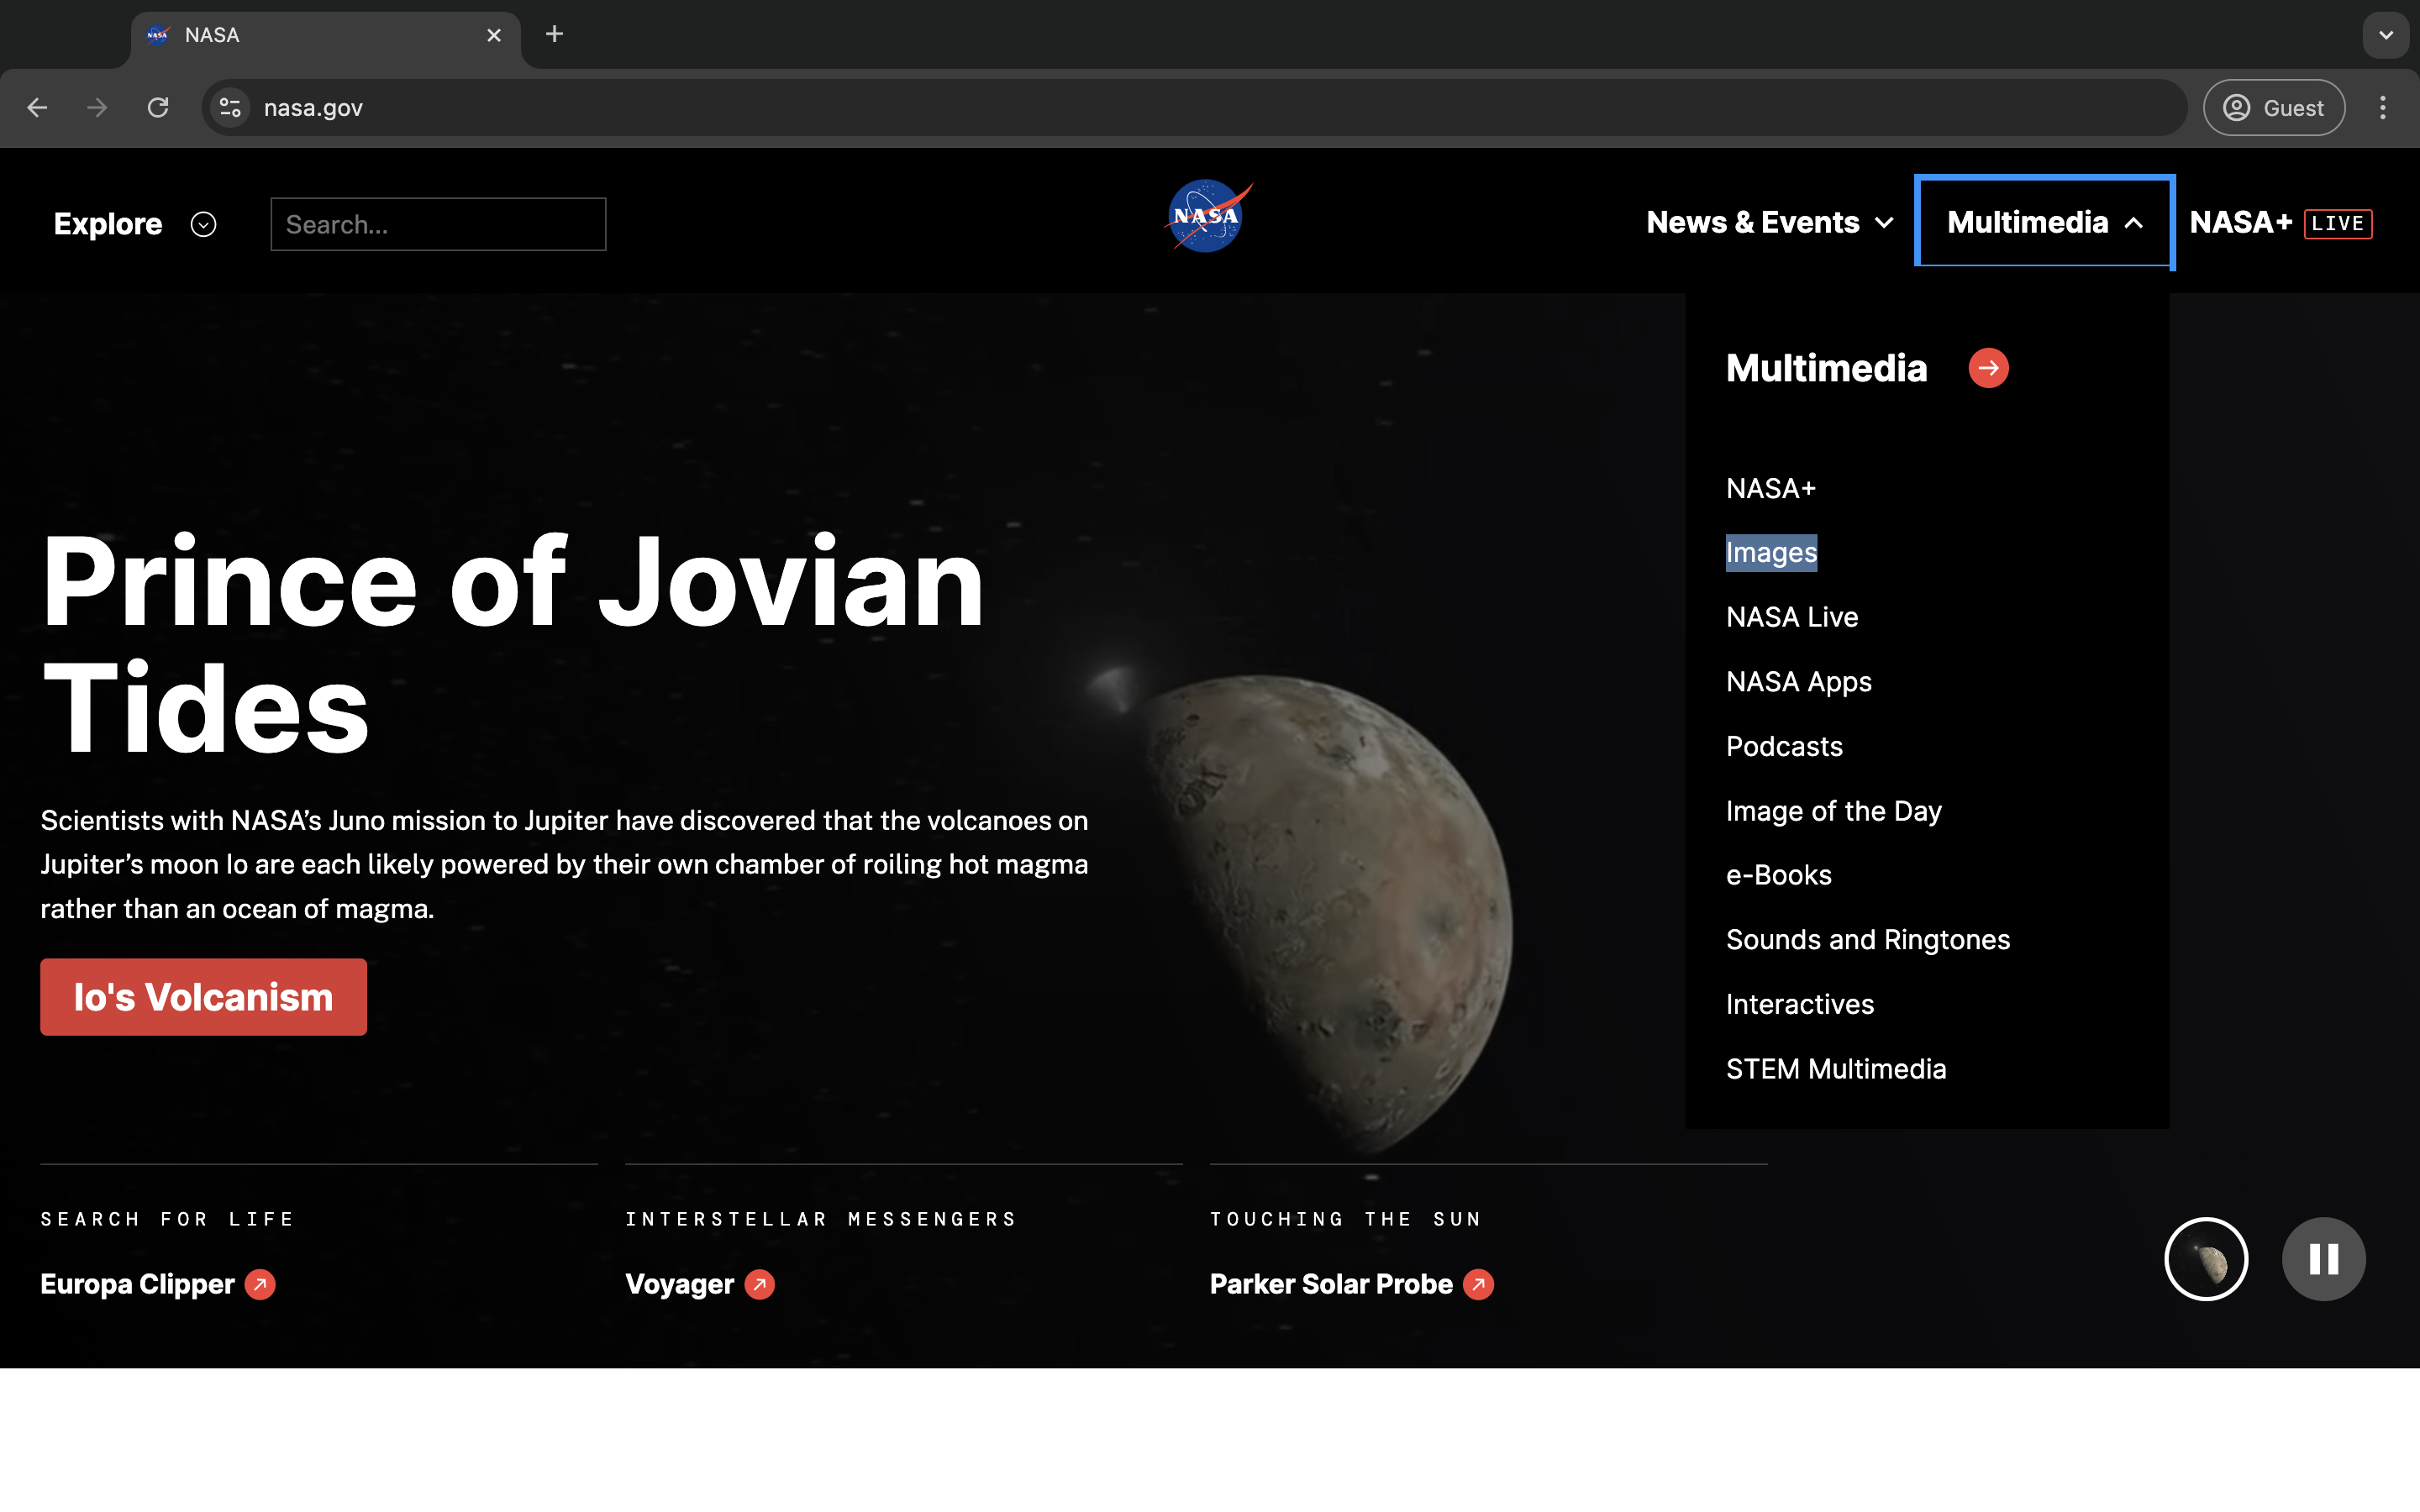 NASA
nasa.gov
Guest
Explore
Search...
NASA
News & Events
Multimedia
NASA+ LIVE
Multimedia
NASA+
Images
NASA Live
NASA Apps
Podcasts
Image of the Day
e-Books
Sounds and Ringtones
Interactives
STEM Multimedia
Prince of Jovian
Tides
Scientists with NASA’s Juno mission to Jupiter have discovered that the volcanoes on
Jupiter’s moon Io are each likely powered by their own chamber of roiling hot magma
rather than an ocean of magma.
Io's Volcanism
SEARCH FOR LIFE
Europa Clipper
INTERSTELLAR MESSENGERS
Voyager
TOUCHING THE SUN
Parker Solar Probe